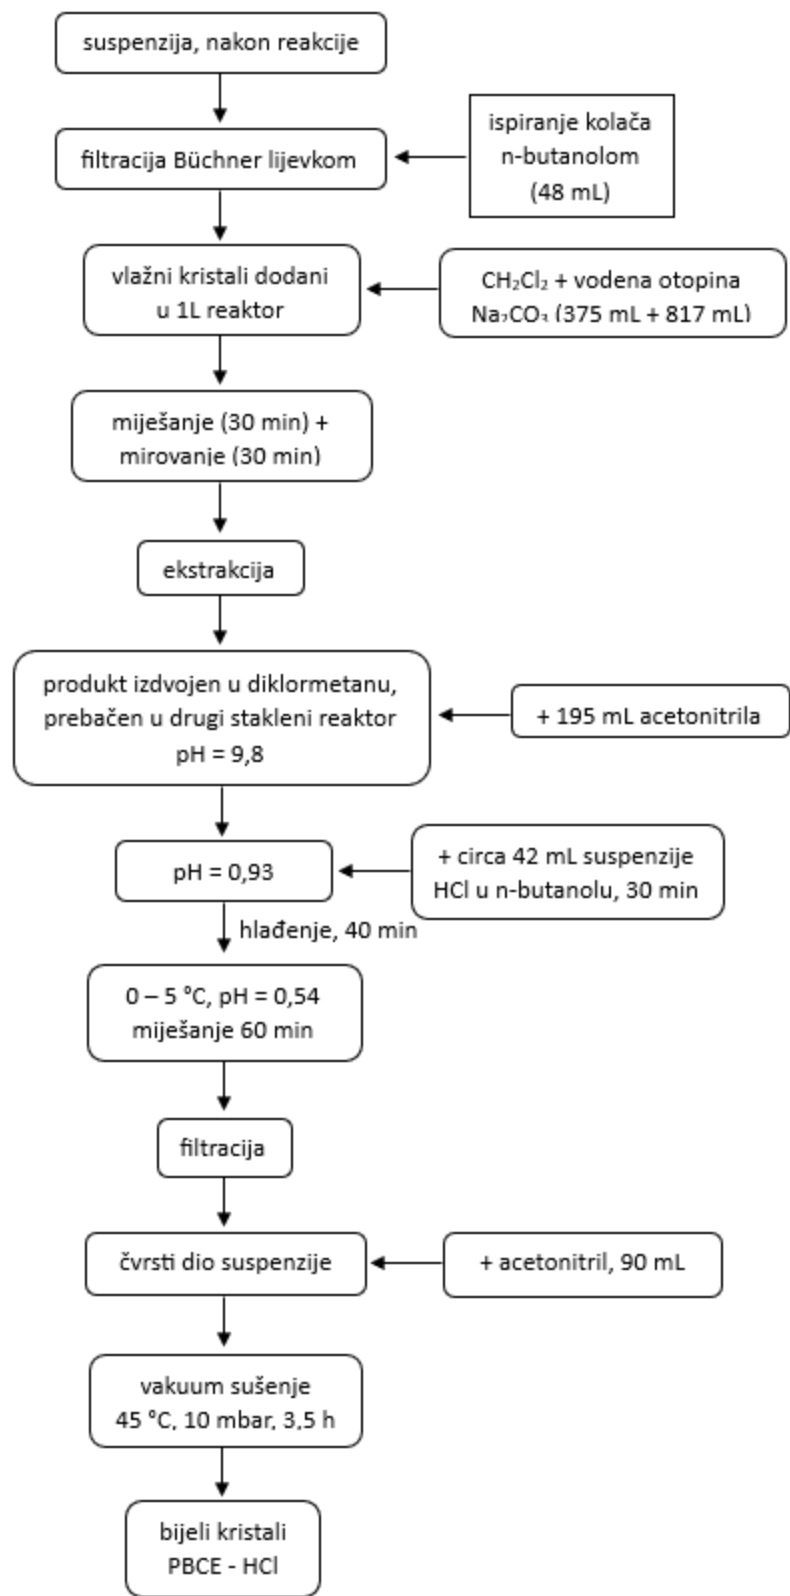 suspenzija, nakon reakcije
filtracija Büchner lijevkom
ispiranje kolača
n-butanolom
(48 mL)
vlažni kristali dodani
u 1L reaktor
CH₂Cl₂ + vodena otopina
Na₂CO₃ (375 mL + 817 mL)
miješanje (30 min) +
mirovanje (30 min)
ekstrakcija
produkt izdvojen u diklormetanu,
prebačen u drugi stakleni reaktor
pH = 9,8
+ 195 mL acetonitrila
pH = 0,93
+ circa 42 mL suspenzije
HCl u n-butanolu, 30 min
hlađenje, 40 min
0 – 5 °C, pH = 0,54
miješanje 60 min
filtracija
čvrsti dio suspenzije
+ acetonitril, 90 mL
vakuum sušenje
45 °C, 10 mbar, 3,5 h
bijeli kristali
PBCE - HCl